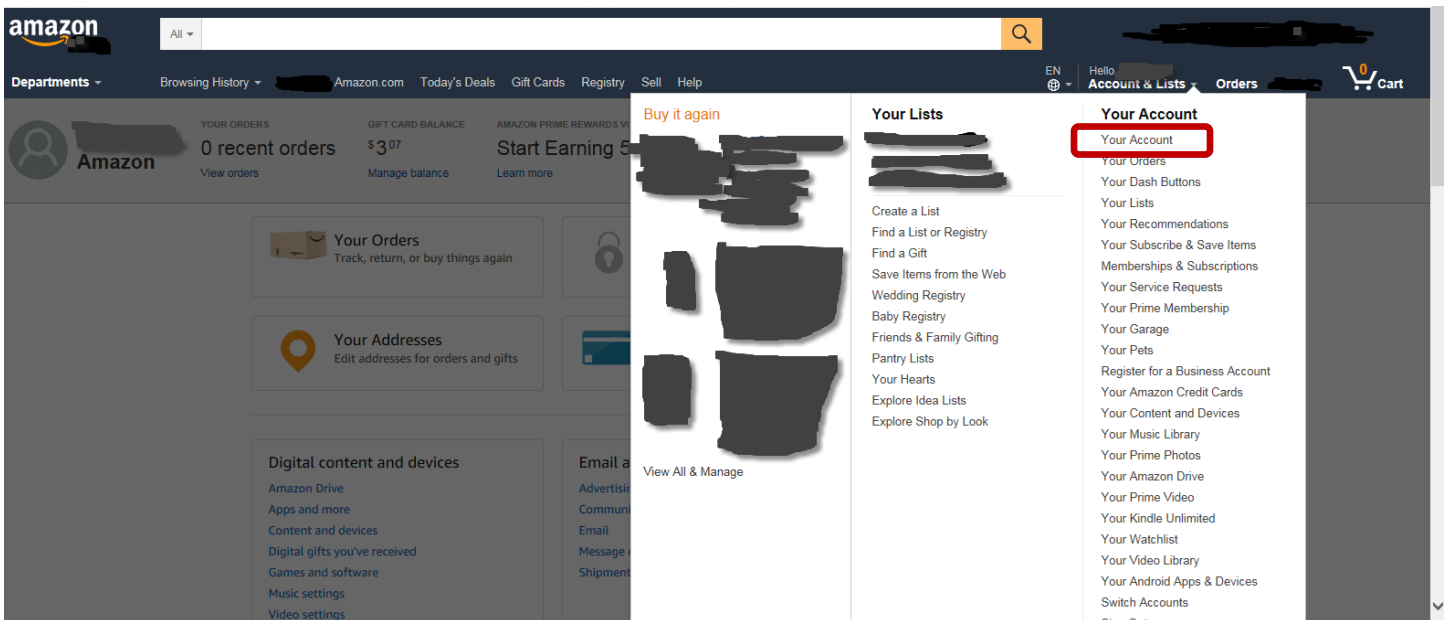 amazon
All
Departments
Browsing History
Amazon.com
Today's Deals
Gift Cards
Registry
Sell
Help
EN
Hello
Account & Lists
Orders
0
Cart
Amazon
YOUR ORDERS
0 recent orders
View orders
GIFT CARD BALANCE
$3.07
Manage balance
AMAZON PRIME REWARDS VI
Start Earning 5
Learn more
Your Orders
Track, return, or buy things again
Your Addresses
Edit addresses for orders and gifts
Digital content and devices
Amazon Drive
Apps and more
Content and devices
Digital gifts you've received
Games and software
Music settings
Video settings
Email a
Advertisin
Communi
Email
Message
Shipment
Buy it again
View All & Manage
Your Lists
Create a List
Find a List or Registry
Find a Gift
Save Items from the Web
Wedding Registry
Baby Registry
Friends & Family Gifting
Pantry Lists
Your Hearts
Explore Idea Lists
Explore Shop by Look
Your Account
Your Account
Your Orders
Your Dash Buttons
Your Lists
Your Recommendations
Your Subscribe & Save Items
Memberships & Subscriptions
Your Service Requests
Your Prime Membership
Your Garage
Your Pets
Register for a Business Account
Your Amazon Credit Cards
Your Content and Devices
Your Music Library
Your Prime Photos
Your Amazon Drive
Your Prime Video
Your Kindle Unlimited
Your Watchlist
Your Video Library
Your Android Apps & Devices
Switch Accounts